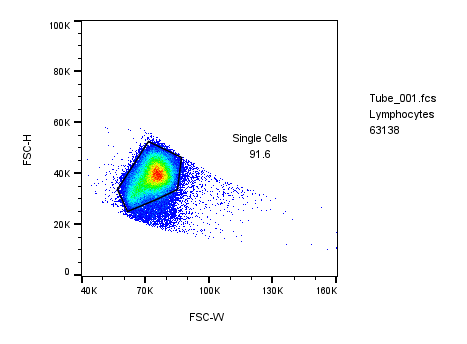 100K
80K
60K
40K
20K
0
FSC-H
Single Cells
91.6
40K 70K 100K 130K 160K
FSC-W
Tube_001.fcs
Lymphocytes
63138